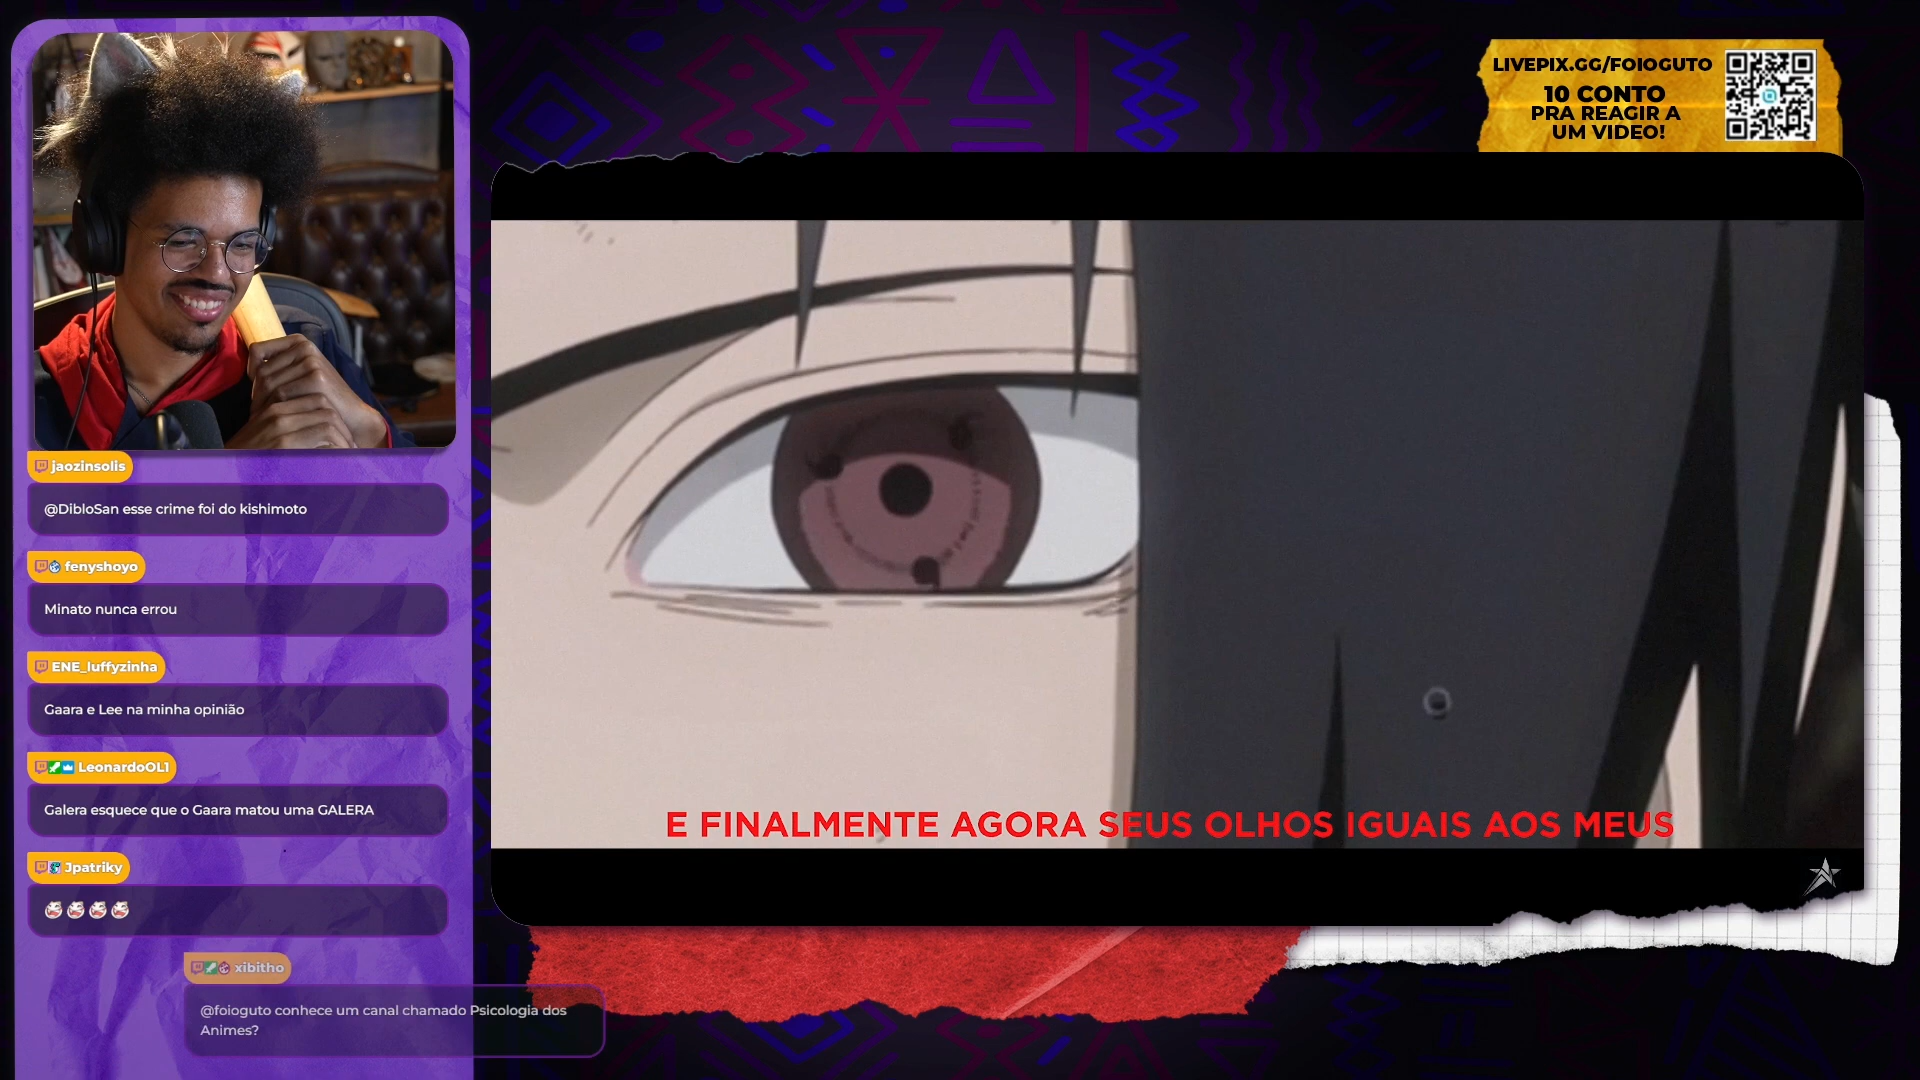 LIVEPIX.GG/FOIOGUTO
10 CONTO
PRA REAGIR A
UM VIDEO!
jaozinsolis
@DibloSan esse crime foi do kishimoto
fenyshoyo
Minato nunca errou
ENE_luffyzinha
Gaara e Lee na minha opinião
LeonardoOL1
Galera esquece que o Gaara matou uma GALERA
Jpatriky
xibitho
@foioguto conhece um canal chamado Psicologia dos
Animes?
E FINALMENTE AGORA SEUS OLHOS IGUAIS AOS MEUS